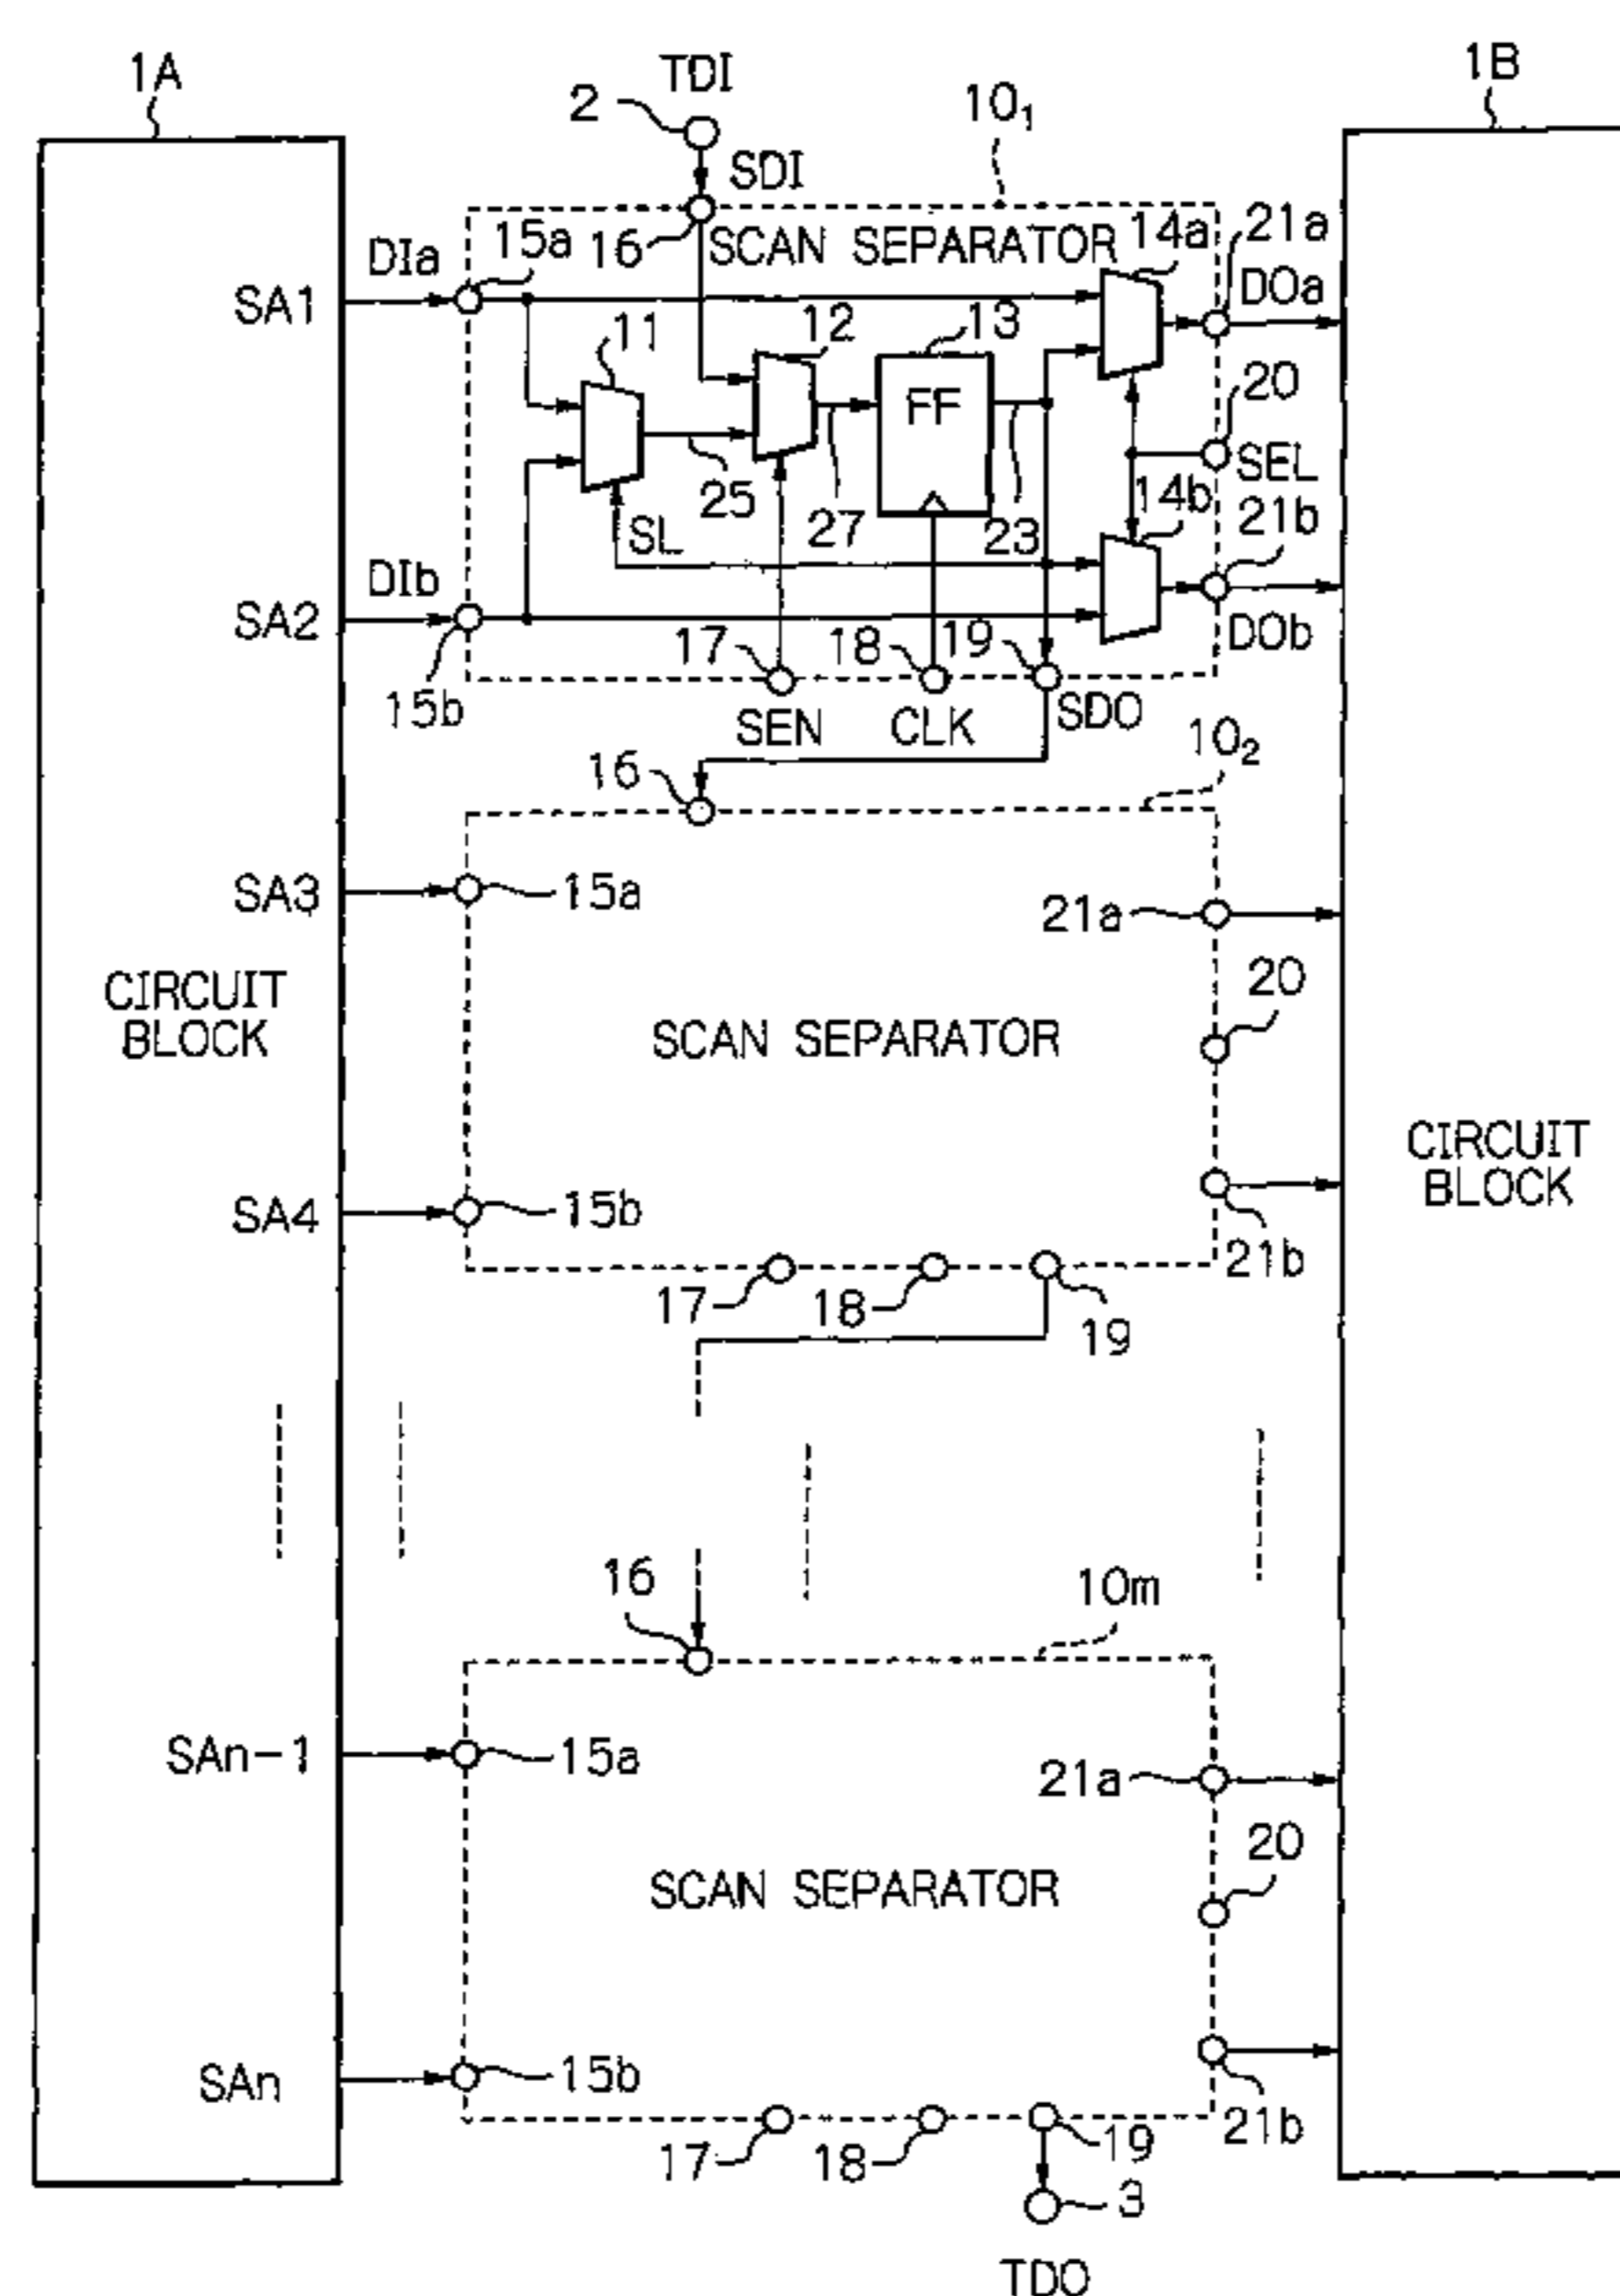 1A
TDI
2
10₁
1B
SDI
15a
16
SCAN SEPARATOR
14a
21a
DIa
DOa
SA1
11
12
13
FF
20
SEL
25
27
23
14b
21b
SL
DIb
SA2
DOb
15b
17
18
19
SEN
CLK
SDO
10₂
16
SA3
15a
21a
CIRCUIT
BLOCK
20
SCAN SEPARATOR
CIRCUIT
BLOCK
SA4
15b
21b
17
18
19
16
10m
SAn-1
15a
21a
20
SCAN SEPARATOR
SAn
15b
21b
17
18
19
3
TDO